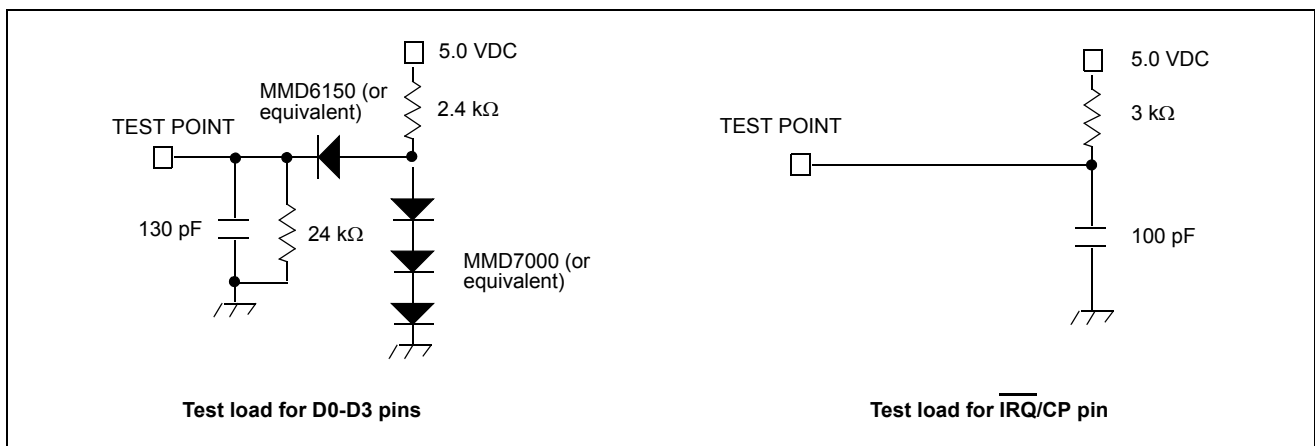 5.0 VDC
MMD6150 (or
equivalent)
2.4 kΩ
TEST POINT
130 pF
24 kΩ
MMD7000 (or
equivalent)
Test load for D0-D3 pins
5.0 VDC
3 kΩ
TEST POINT
100 pF
Test load for I̅R̅Q̅/CP pin